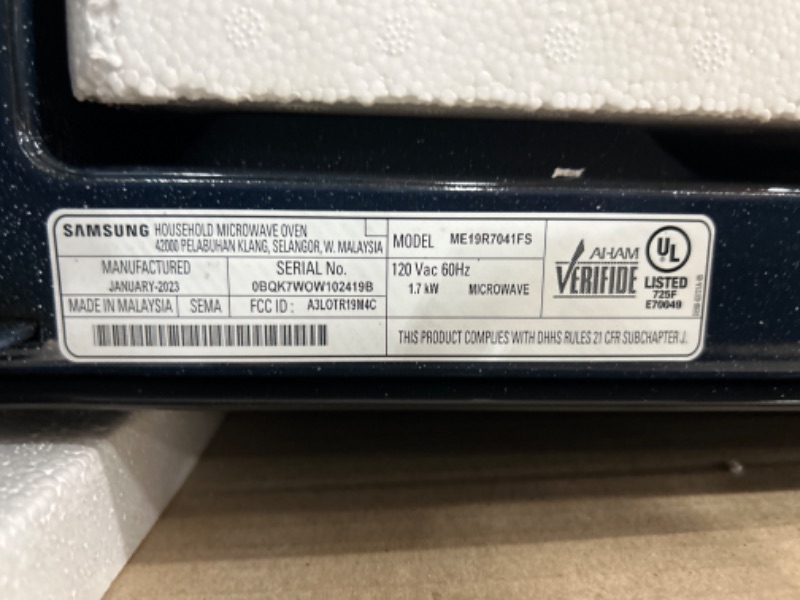 SAMSUNG HOUSEHOLD MICROWAVE OVEN
42000 PELABUHAN KLANG, SELANGOR, W. MALAYSIA
MANUFACTURED
JANUARY-2023
SERIAL No.
0BQK7WOW102419B
MADE IN MALAYSIA
SEMA
FCC ID : A3LOTR19M4C
MODEL ME19R7041FS
120 Vac 60Hz
1.7 kW MICROWAVE
AHAM
VERIFIDE
UL
LISTED
725F
E70049
THIS PRODUCT COMPLIES WITH DHHS RULES 21 CFR SUBCHAPTER J.